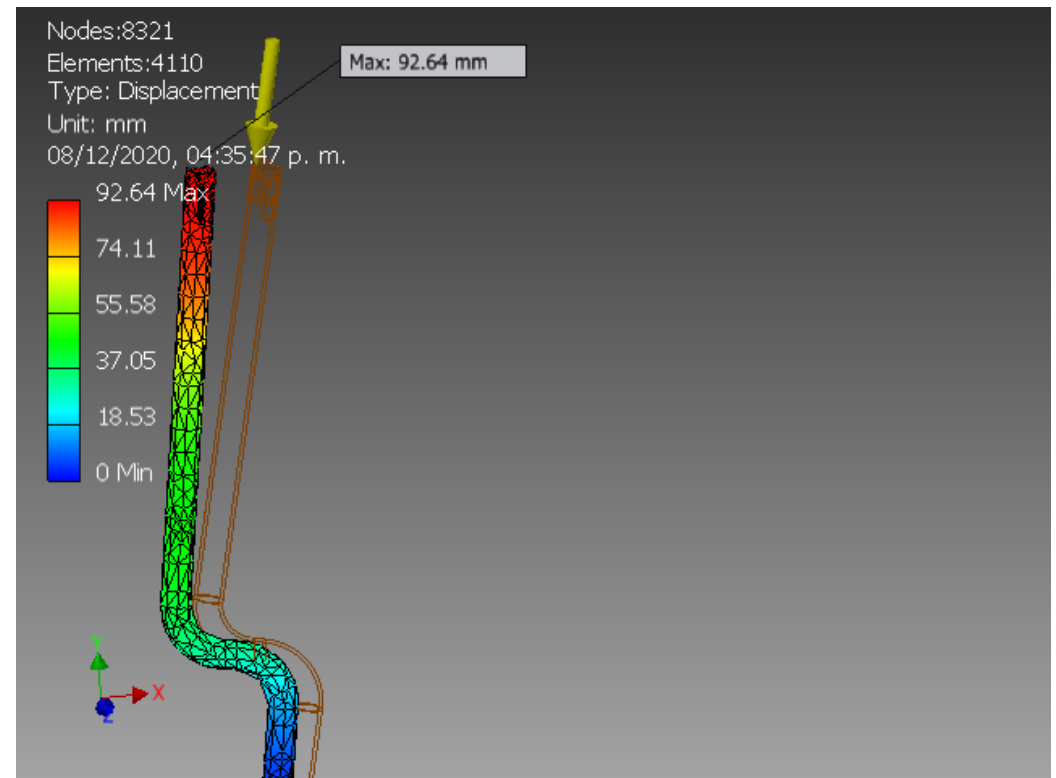 Nodes:8321
Elements:4110
Type: Displacement
Unit: mm
08/12/2020, 04:35:47 p. m.
Max: 92.64 mm
92.64 Max
74.11
55.58
37.05
18.53
0 Min
Y
X
Z